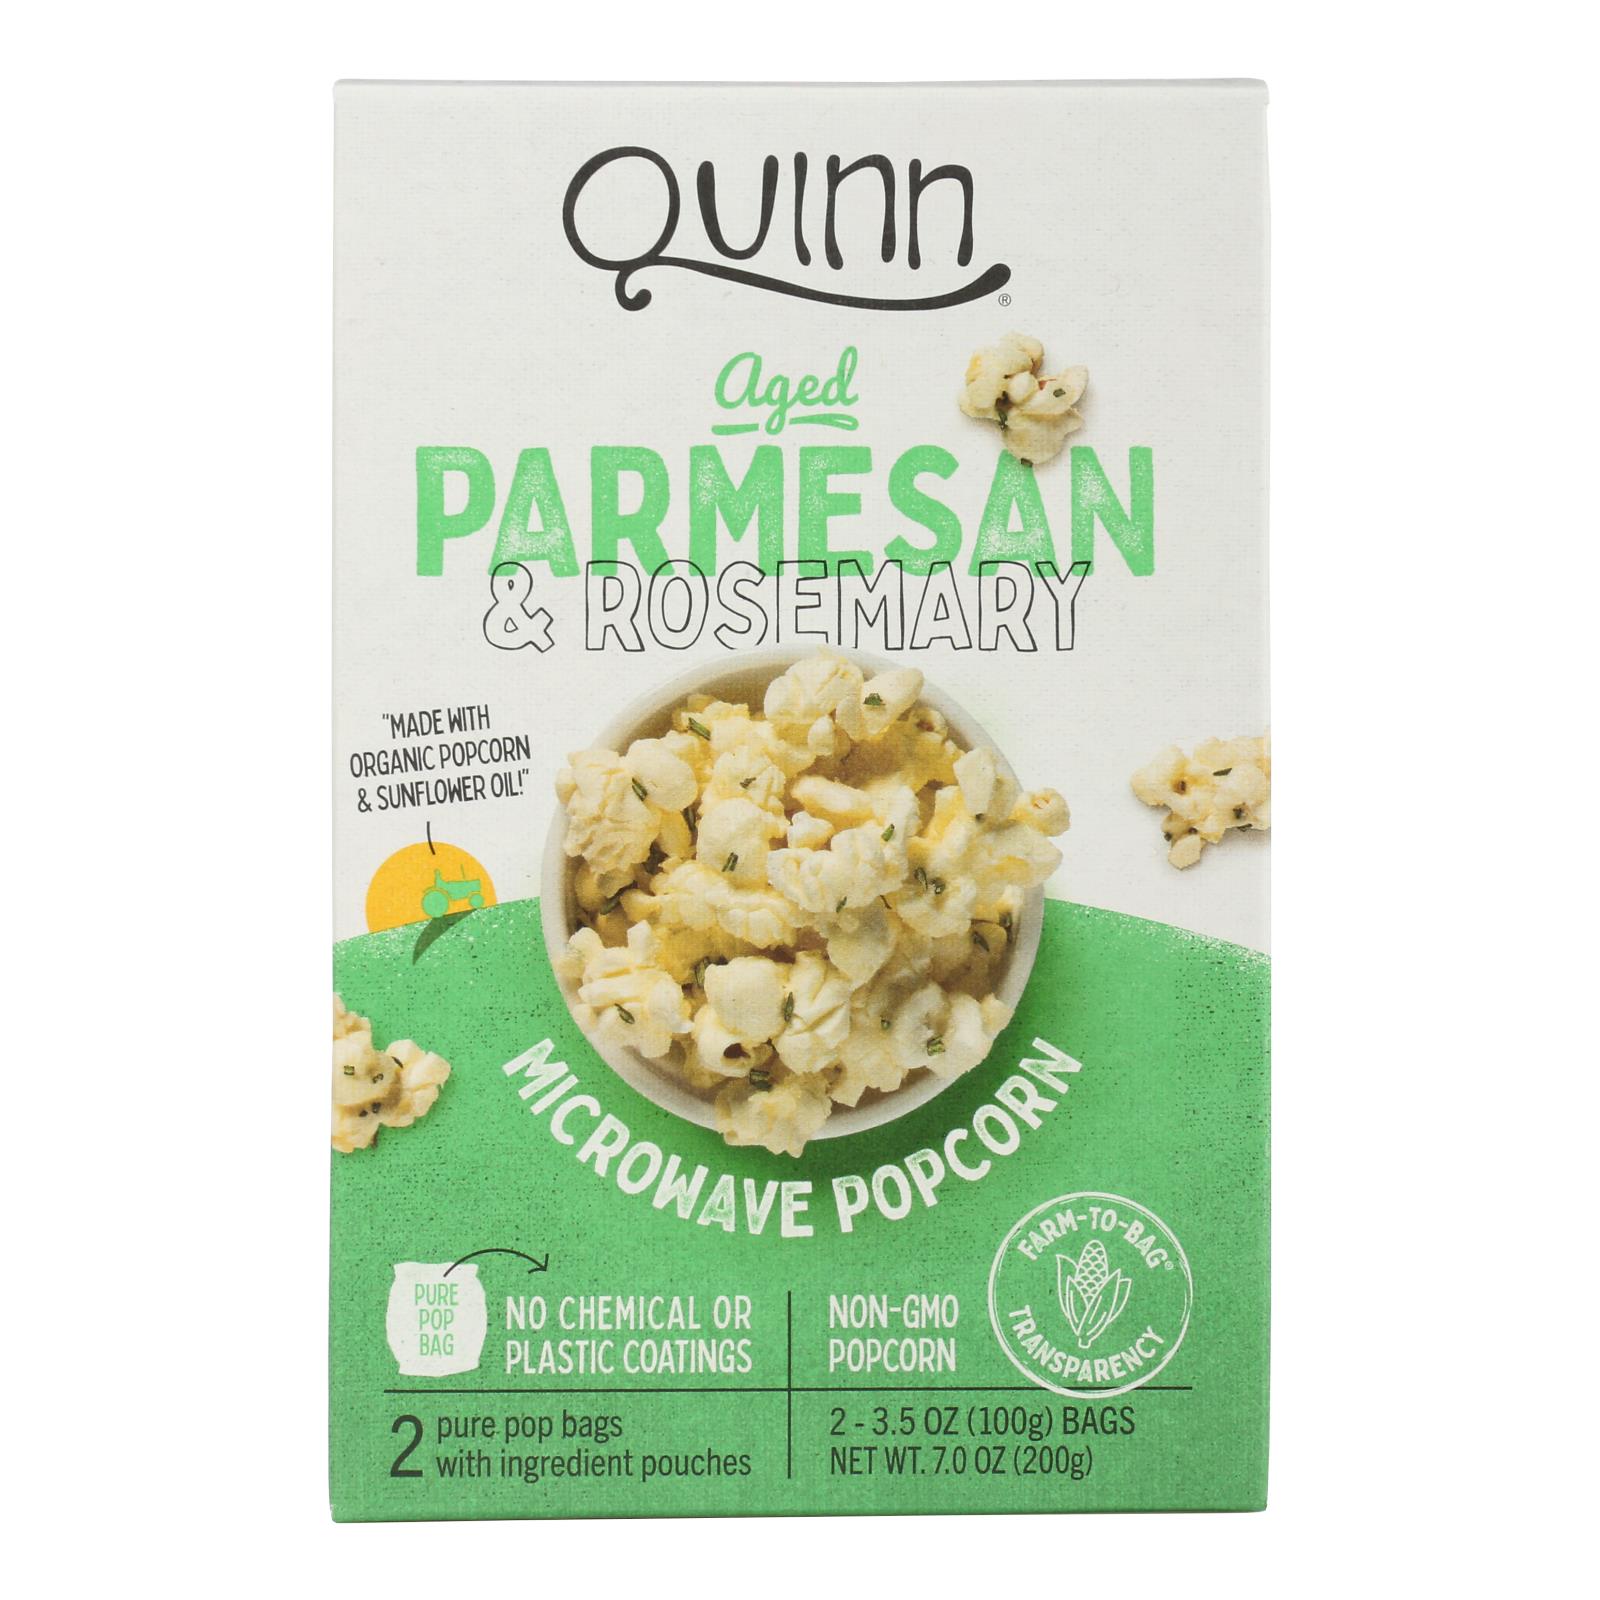 Quinn®
Aged
PARMESAN
& ROSEMARY
"MADE WITH
ORGANIC POPCORN
& SUNFLOWER OIL!"
MICROWAVE POPCORN
PURE
POP
BAG
NO CHEMICAL OR
PLASTIC COATINGS
NON-GMO
POPCORN
FARM-TO-BAG®
TRANSPARENCY
2 pure pop bags
with ingredient pouches
2 - 3.5 OZ (100g) BAGS
NET WT. 7.0 OZ (200g)